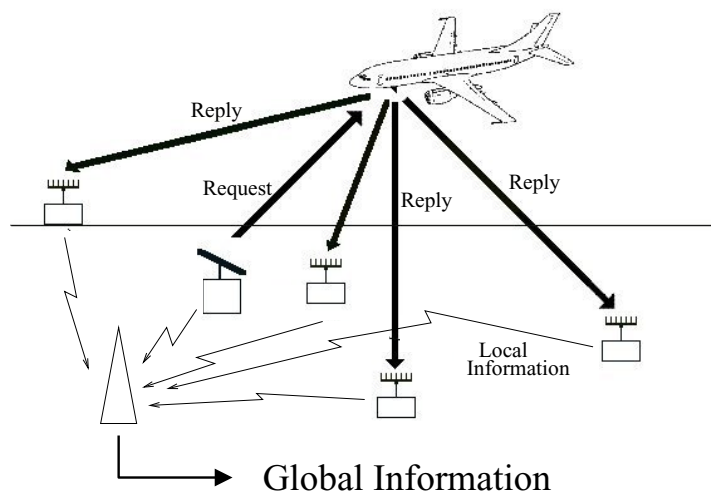 Reply
Request
Reply
Reply
Local
Information
Global Information